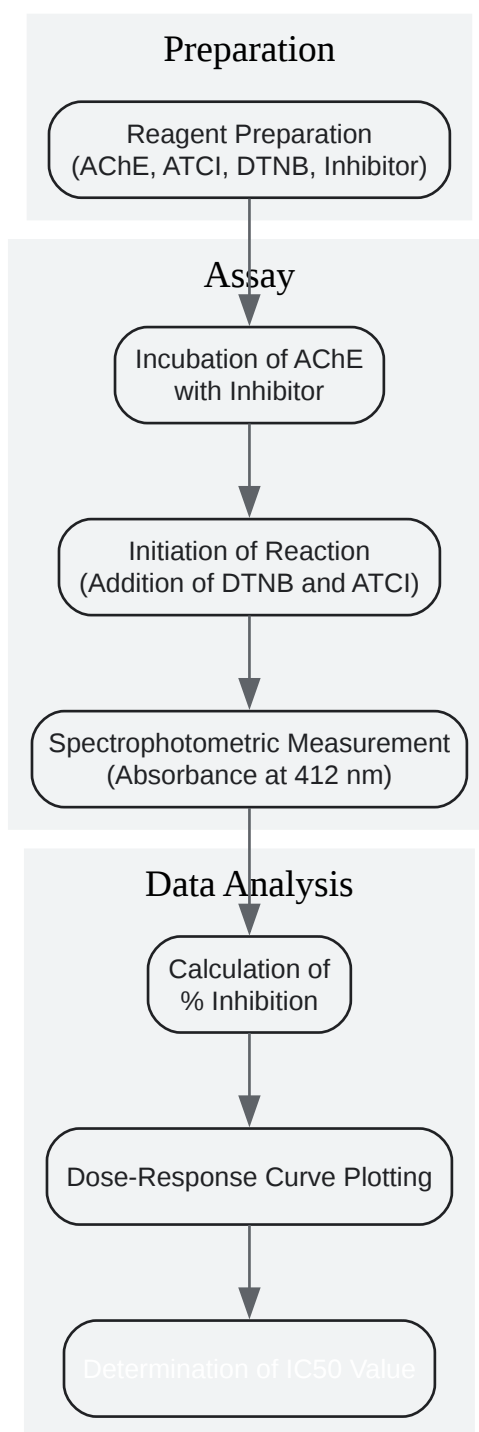 Preparation
Reagent Preparation
(AChE, ATCI, DTNB, Inhibitor)
Assay
Incubation of AChE
with Inhibitor
Initiation of Reaction
(Addition of DTNB and ATCI)
Spectrophotometric Measurement
(Absorbance at 412 nm)
Data Analysis
Calculation of
% Inhibition
Dose-Response Curve Plotting
Determination of IC50 Value